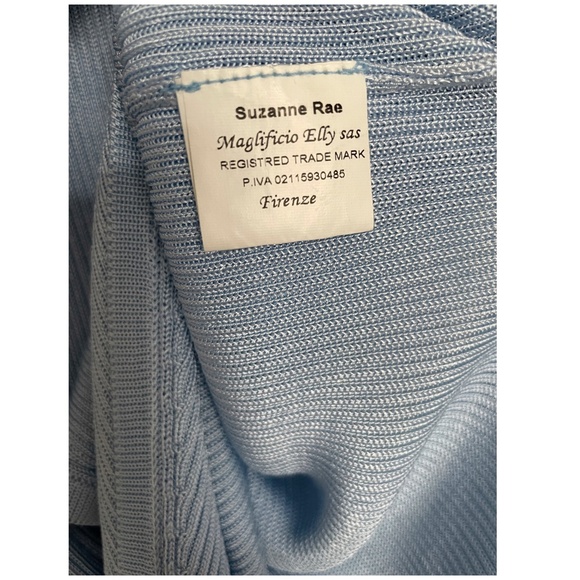 Suzanne Rae
Maglificio Elly sas
REGISTRED TRADE MARK
P.IVA 02115930485
Firenze